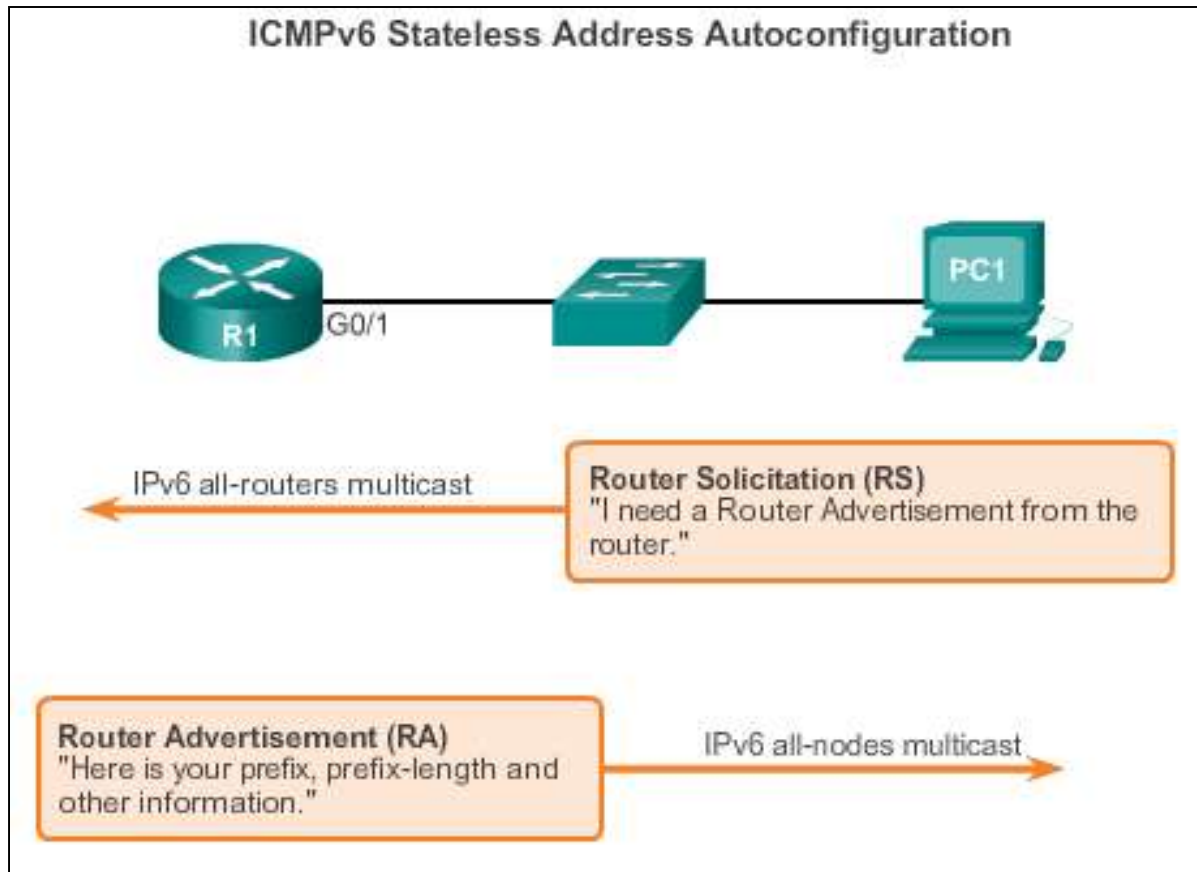 ICMPv6 Stateless Address Autoconfiguration
R1
G0/1
PC1
IPv6 all-routers multicast
Router Solicitation (RS)
"I need a Router Advertisement from the
router."
Router Advertisement (RA)
"Here is your prefix, prefix-length and
other information."
IPv6 all-nodes multicast